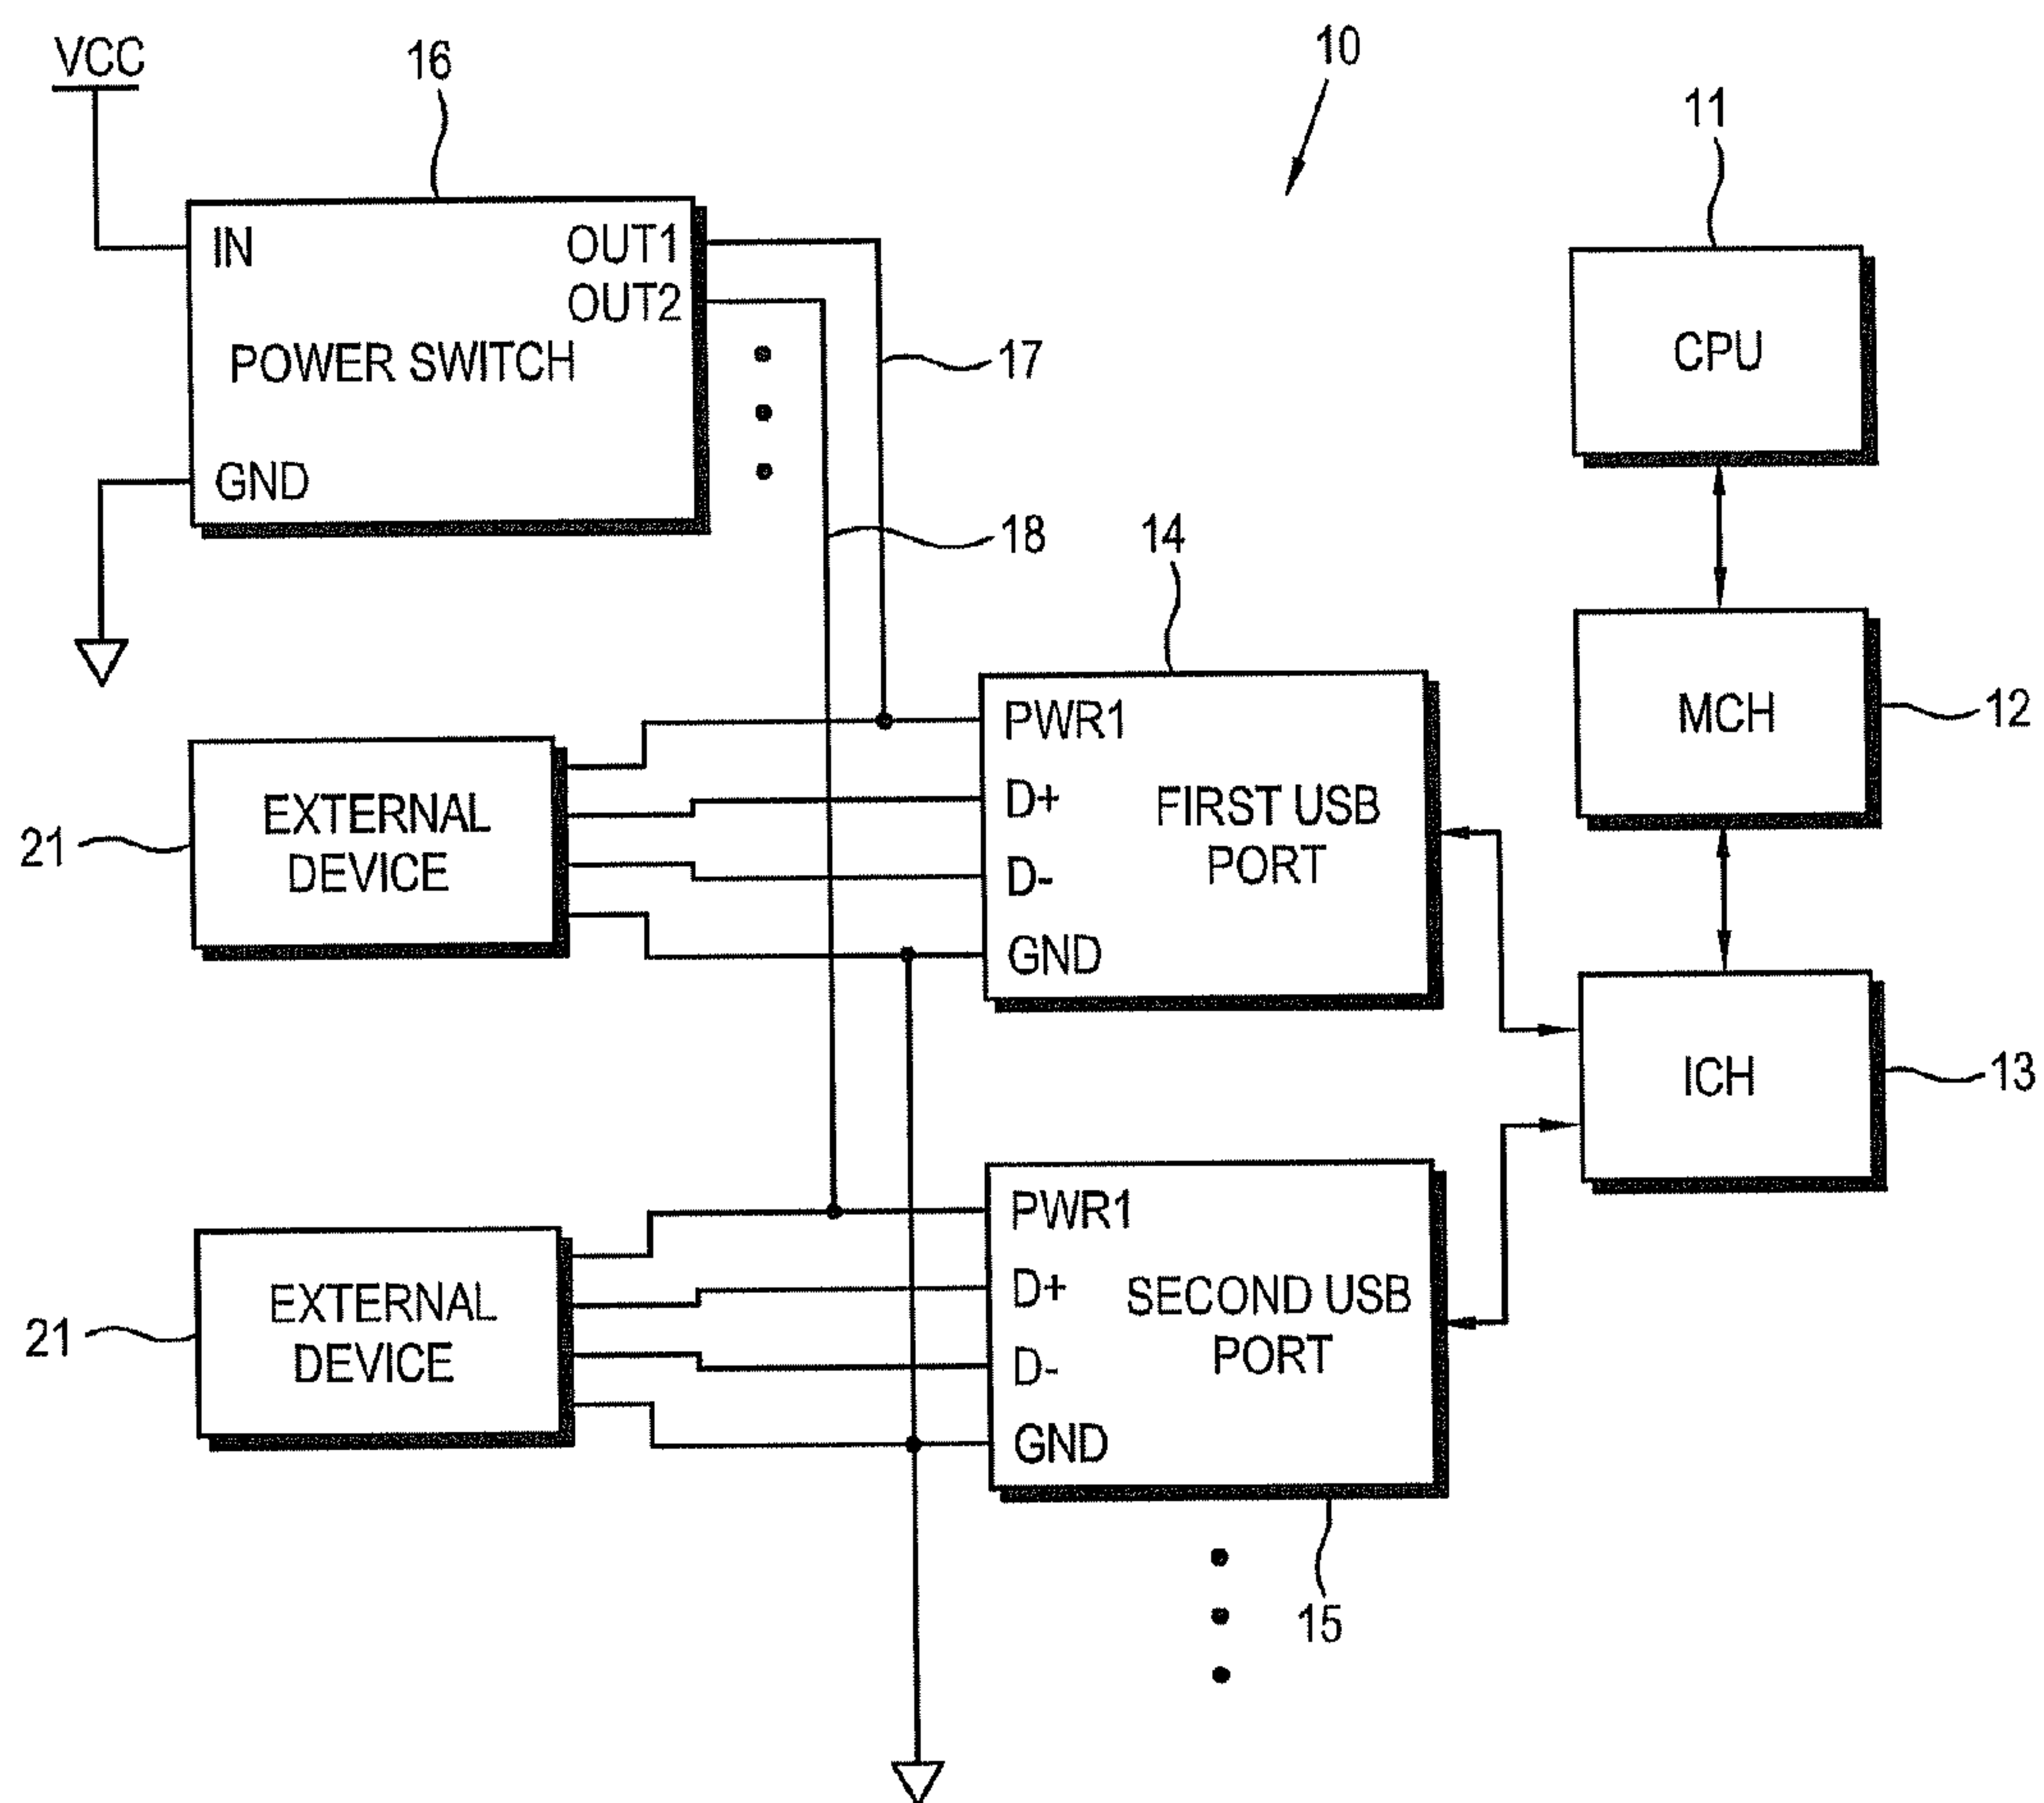 VCC
16
10
11
IN
OUT1
OUT2
POWER SWITCH
GND
17
CPU
18
14
12
MCH
PWR1
D+
D-
GND
FIRST USB
PORT
21
EXTERNAL
DEVICE
ICH
13
PWR1
D+
D-
GND
SECOND USB
PORT
21
EXTERNAL
DEVICE
15